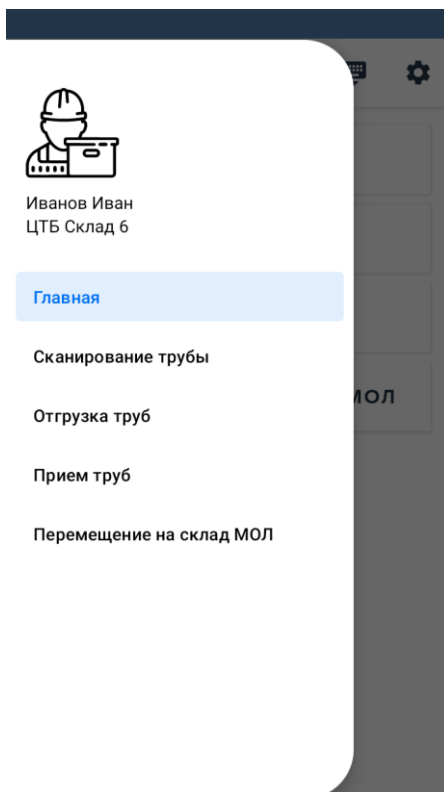 Иванов Иван
ЦТБ Склад 6
Главная
Сканирование трубы
Отгрузка труб
Прием труб
Перемещение на склад МОЛ
МОЛ